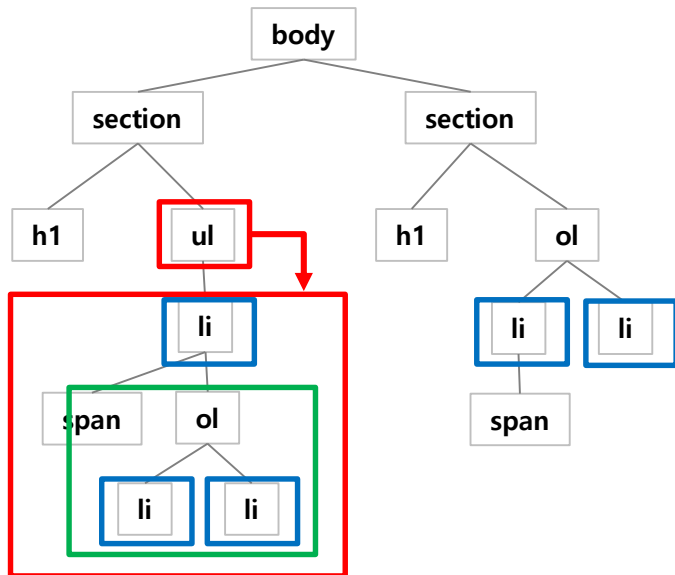 body
section section
h1 ul h1 ol
li li li
span ol span
li li